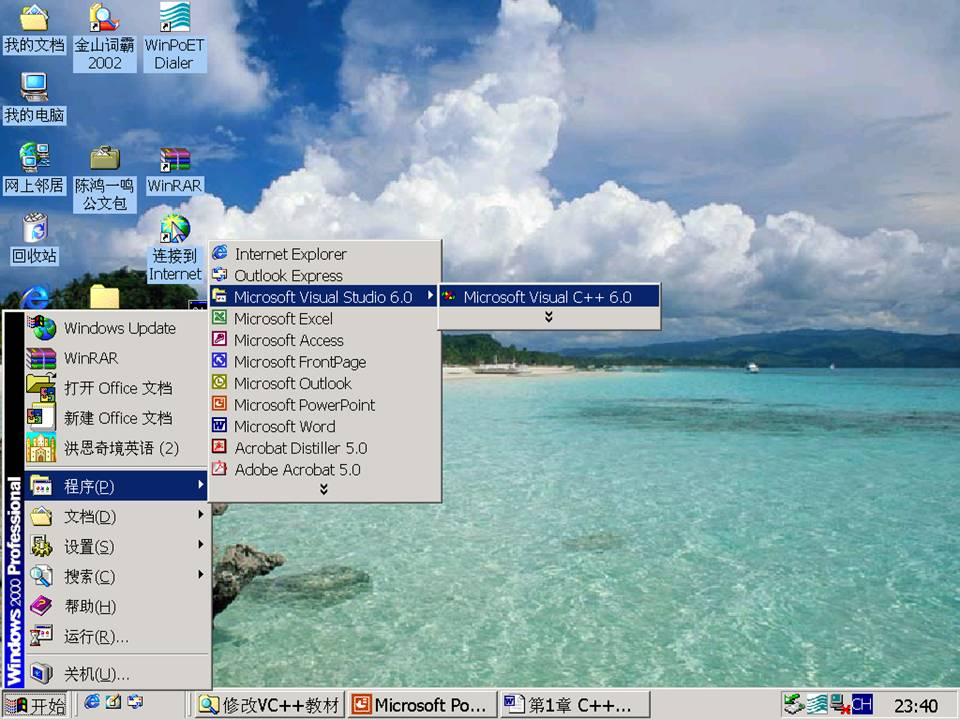 我的文档
金山词霸
2002
WinPoET
Dialer
我的电脑
网上邻居
陈鸿一鸣
公文包
WinRAR
回收站
连接到
Internet
Internet Explorer
Outlook Express
Microsoft Visual Studio 6.0
Microsoft Excel
Microsoft Access
Microsoft FrontPage
Microsoft Outlook
Microsoft PowerPoint
Microsoft Word
Acrobat Distiller 5.0
Adobe Acrobat 5.0
Microsoft Visual C++ 6.0
Windows Update
WinRAR
打开 Office 文档
新建 Office 文档
洪恩奇境英语 (2)
程序(P)
文档(D)
设置(S)
搜索(C)
帮助(H)
运行(R)...
关机(U)...
Windows 2000 Professional
开始
修改VC++教材
Microsoft Po...
第1章 C++...
CH
23:40